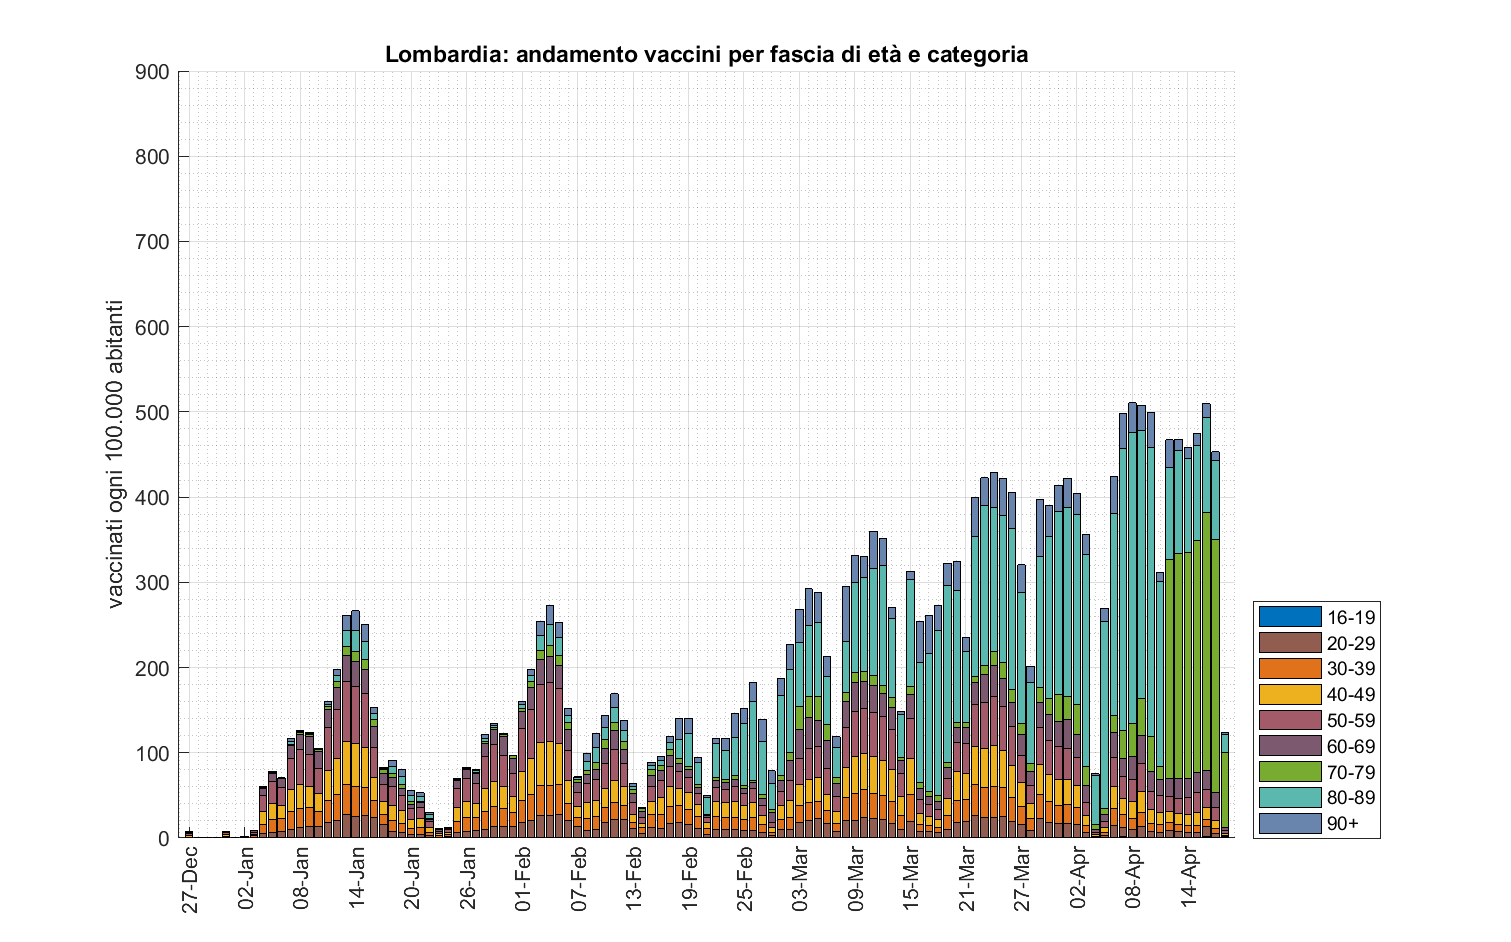 Lombardia: andamento vaccini per fascia di età e categoria
vaccinati ogni 100.000 abitanti
900
800
700
600
500
400
300
200
100
0
27-Dec
02-Jan
08-Jan
14-Jan
20-Jan
26-Jan
01-Feb
07-Feb
13-Feb
19-Feb
25-Feb
03-Mar
09-Mar
15-Mar
21-Mar
27-Mar
02-Apr
08-Apr
14-Apr
16-19
20-29
30-39
40-49
50-59
60-69
70-79
80-89
90+